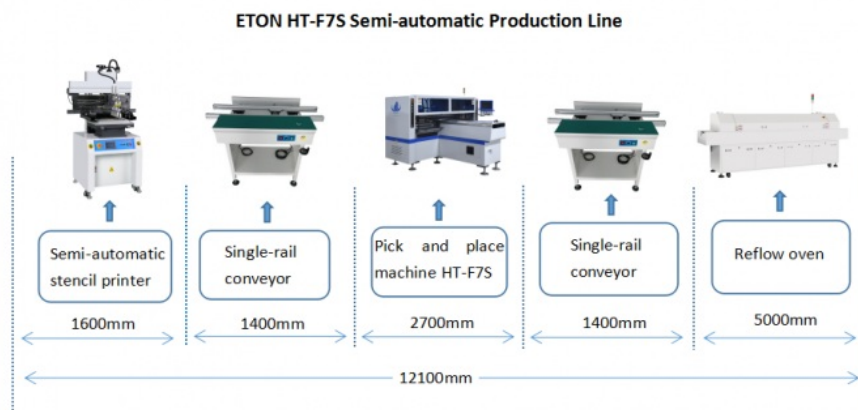 ETON HT-F7S Semi-automatic Production Line
Semi-automatic
stencil printer
Single-rail
conveyor
Pick and place
machine HT-F7S
Single-rail
conveyor
Reflow oven
1600mm
1400mm
2700mm
1400mm
5000mm
12100mm